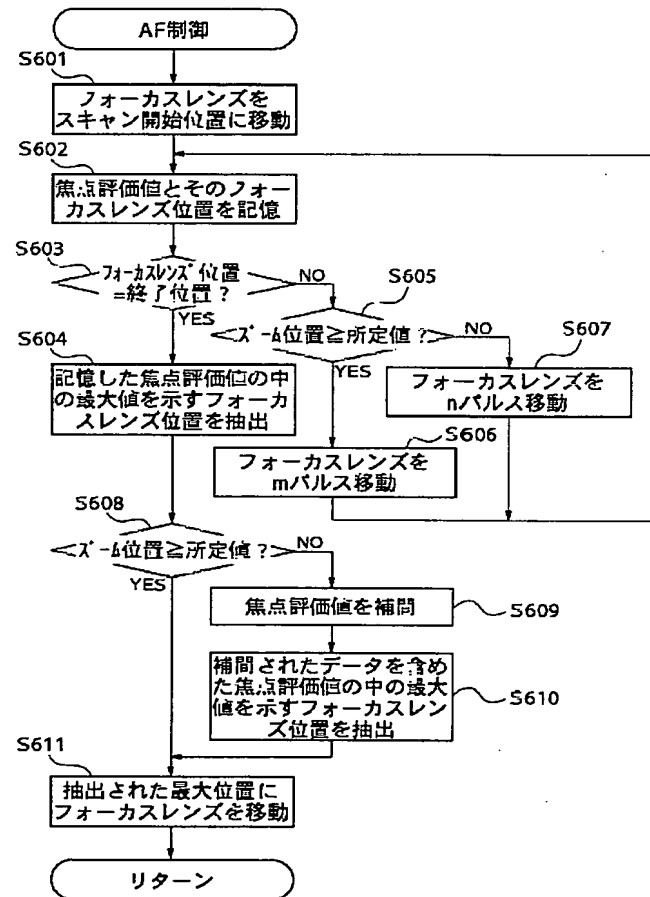 AF制御
S601
フォーカスレンズを
スキャン開始位置に移動
S602
焦点評価値とそのフォー
カスレンズ位置を記憶
S603
フォーカスレンズ位置
=終了位置?
NO
YES
S605
ズーム位置≧所定値?
NO
YES
S604
記憶した焦点評価値の中
の最大値を示すフォーカ
スレンズ位置を抽出
S607
フォーカスレンズを
nパルス移動
S606
フォーカスレンズを
mパルス移動
S608
ズーム位置≧所定値?
NO
YES
焦点評価値を補間
S609
補間されたデータを含め
た焦点評価値の中の最大
値を示すフォーカスレン
ズ位置を抽出
S610
S611
抽出された最大位置に
フォーカスレンズを移動
リターン